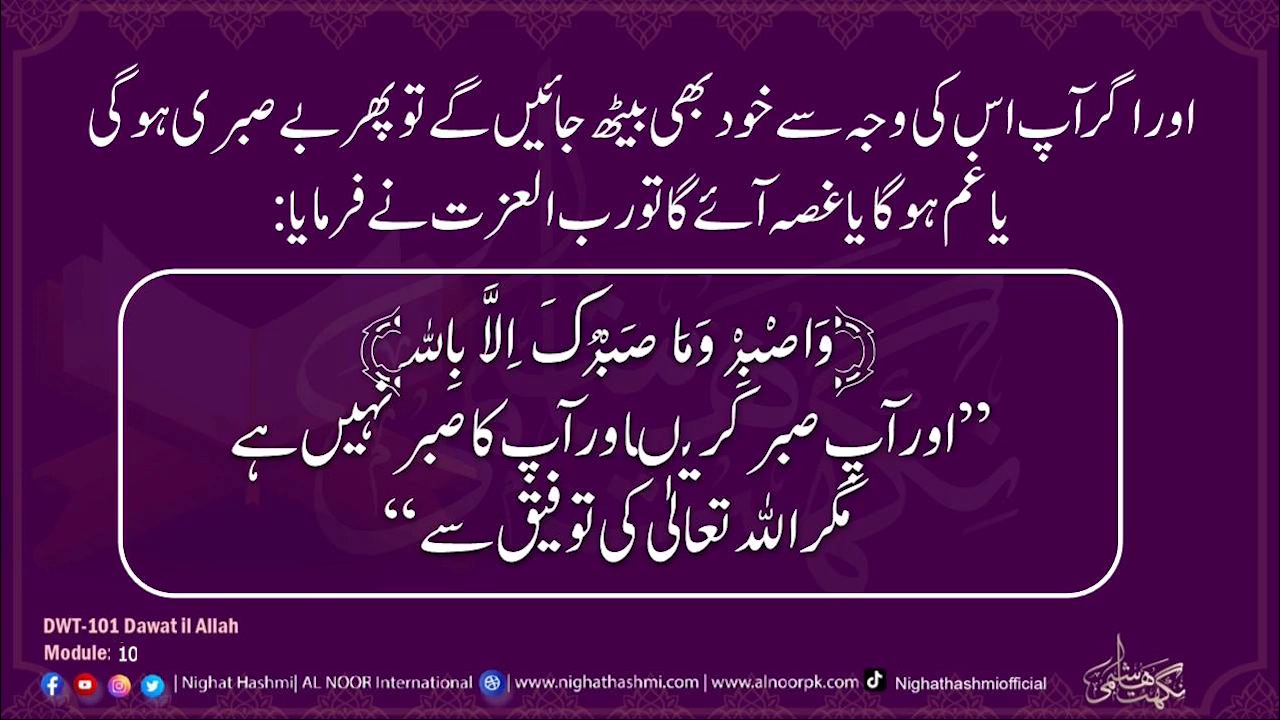 اور اگر آپ اس کی وجہ سے خود بھی بیٹھ جائیں گے تو پھر بے صبری ہوگی
یا غم ہوگا یا غصہ آئے گا تو رب العزت نے فرمایا:
﴿وَاصْبِرْ وَمَا صَبْرُكَ اِلَّا بِاللہ﴾
”اور آپ صبر کریں اور آپ کا صبر نہیں ہے
مگر اللہ تعالیٰ کی توفیق سے“
DWT-101 Dawat il Allah
Module: 10
| Nighat Hashmi| AL NOOR International | www.nighathashmi.com | www.alnoorpk.com Nighathashmiofficial
نگہت ہاشمی